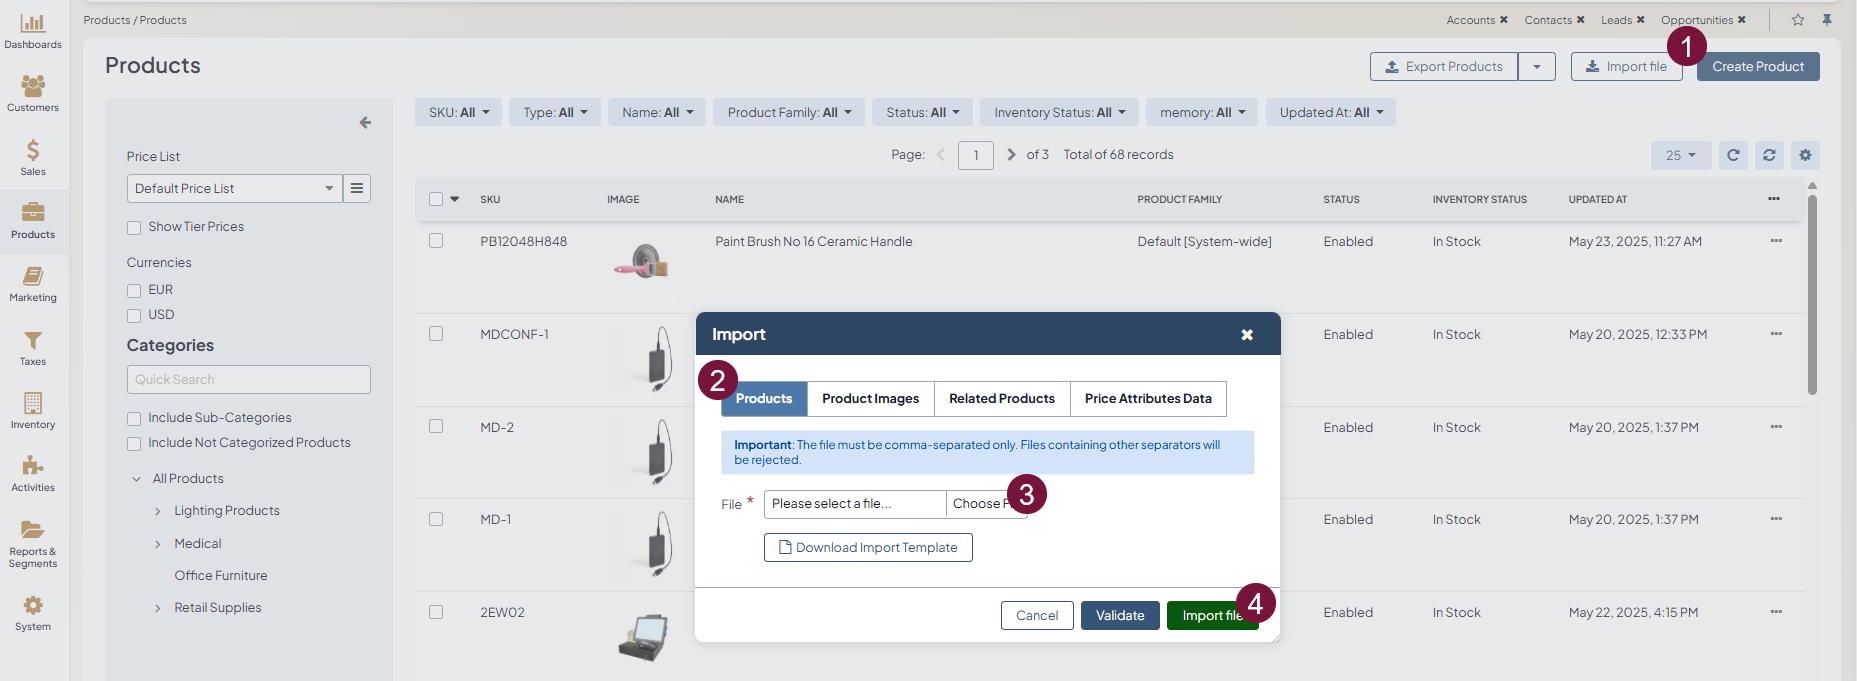 Products / Products
Accounts ✖ Contacts ✖ Leads ✖ Opportunities ✖
Dashboards
Customers
Sales
Products
Marketing
Taxes
Inventory
Activities
Reports &
Segments
System
Products
Export Products
Import file
1
Create Product
Price List
Default Price List
Show Tier Prices
Currencies
EUR
USD
Categories
Quick Search
Include Sub-Categories
Include Not Categorized Products
All Products
Lighting Products
Medical
Office Furniture
Retail Supplies
SKU: All Type: All Name: All Product Family: All Status: All Inventory Status: All memory: All Updated At: All
Page: 1 of 3 Total of 68 records
25
SKU IMAGE NAME PRODUCT FAMILY STATUS INVENTORY STATUS UPDATED AT
PB12048H848 Paint Brush No 16 Ceramic Handle Default [System-wide] Enabled In Stock May 23, 2025, 11:27 AM
MDCONF-1 Enabled In Stock May 20, 2025, 12:33 PM
MD-2 Enabled In Stock May 20, 2025, 1:37 PM
MD-1 Enabled In Stock May 20, 2025, 1:37 PM
2EW02 Enabled In Stock May 22, 2025, 4:15 PM
Import ✖
2
Products Product Images Related Products Price Attributes Data
Important: The file must be comma-separated only. Files containing other separators will
be rejected.
File * Please select a file... Choose
3
Download Import Template
Cancel Validate Import file
4